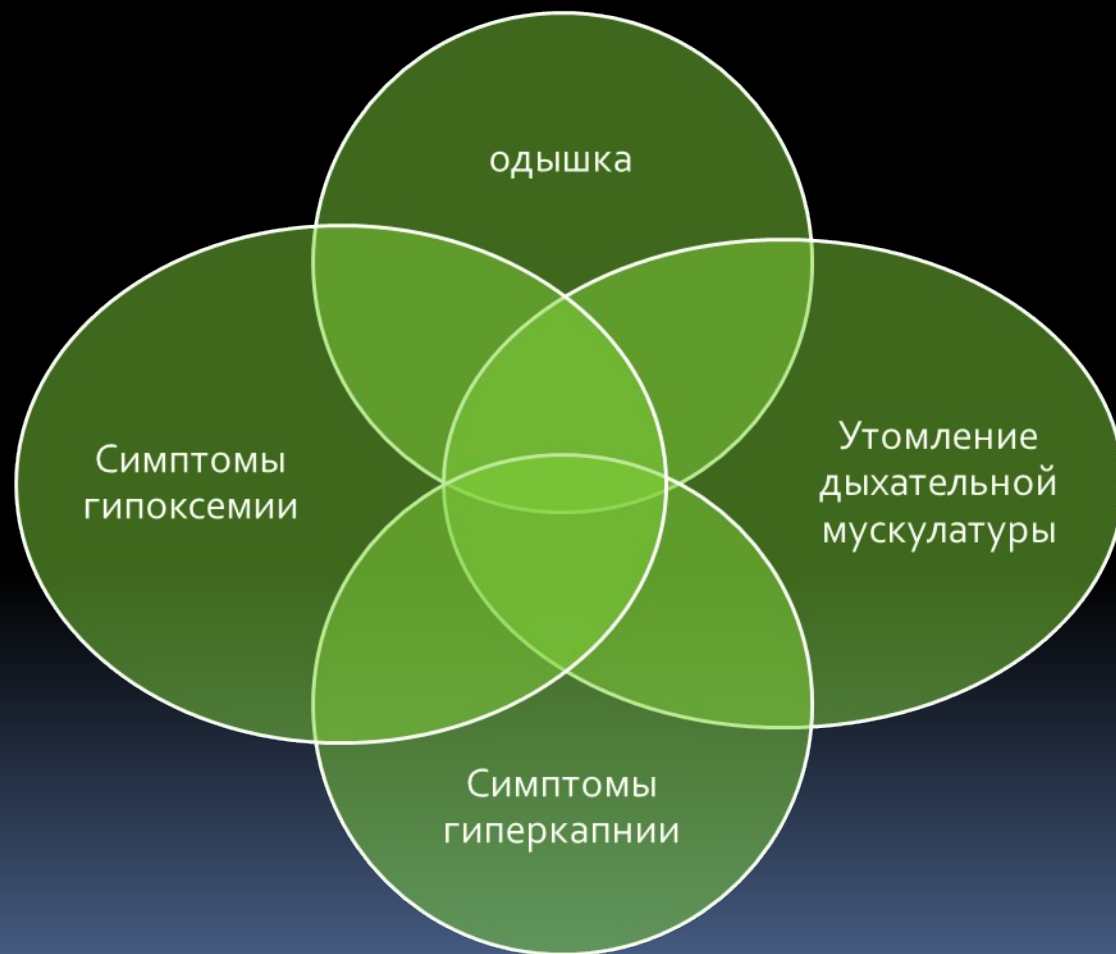 одышка
Симптомы
гипоксемии
Утомление
дыхательной
мускулатуры
Симптомы
гиперкапнии